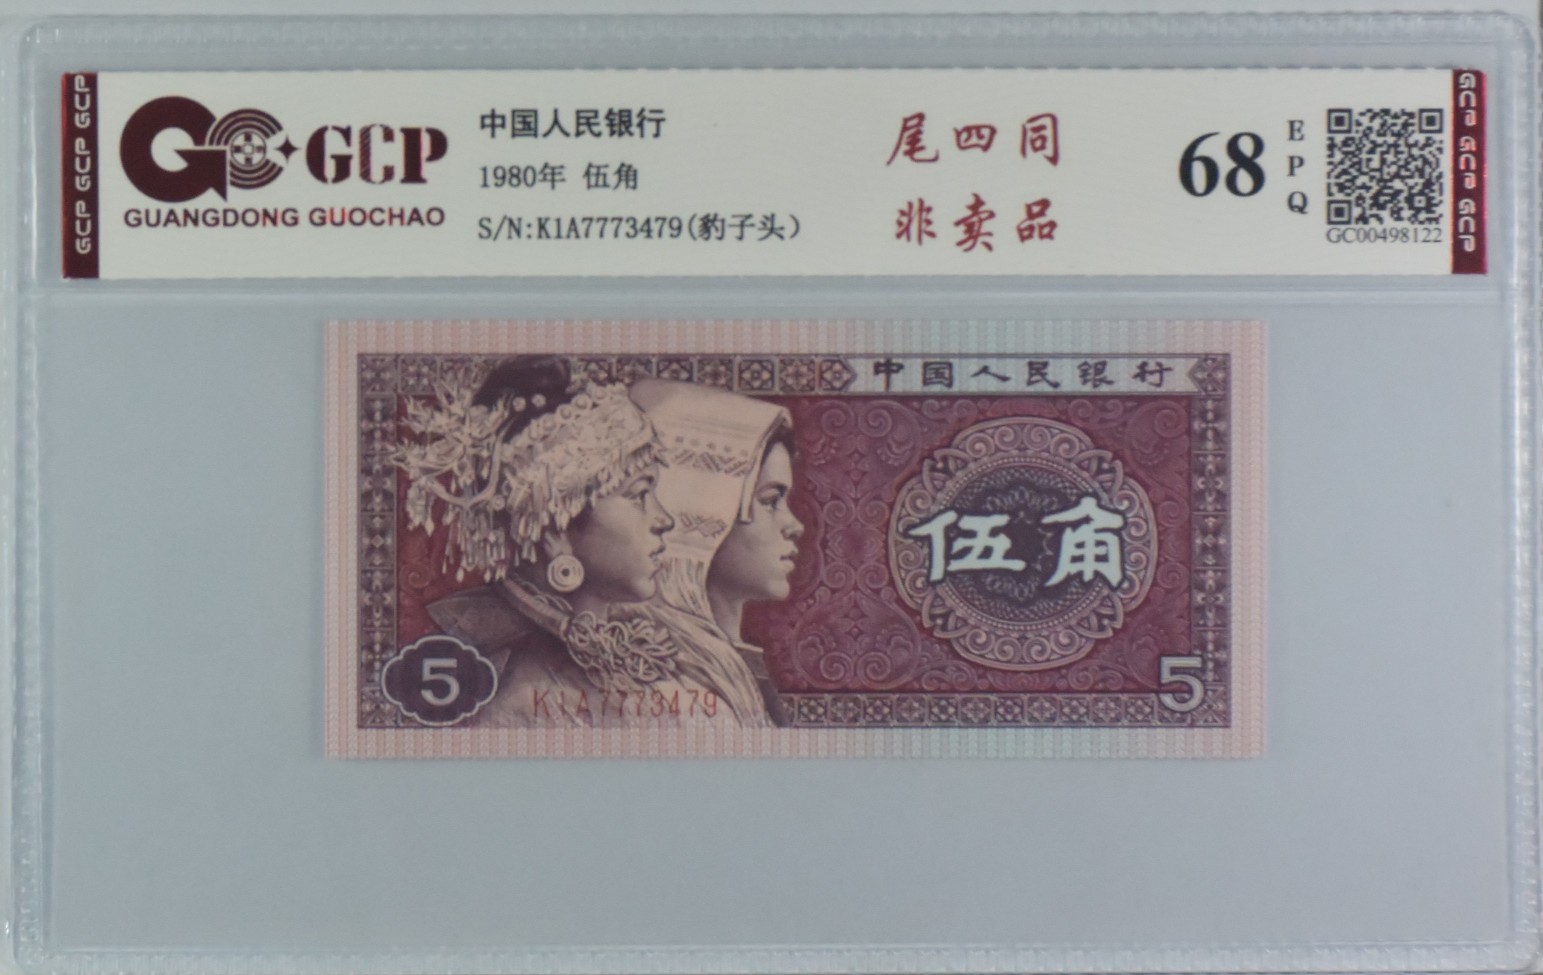 GCP GCP GCP
GCP
GUANGDONG GUOCHAO
中国人民银行
1980年 伍角
S/N:K1A7773479(豹子头)
尾四同
非卖品
68
EPQ
GC00498122
GCP GCP GCP
中国人民银行
伍角
5
K1A7773479
5